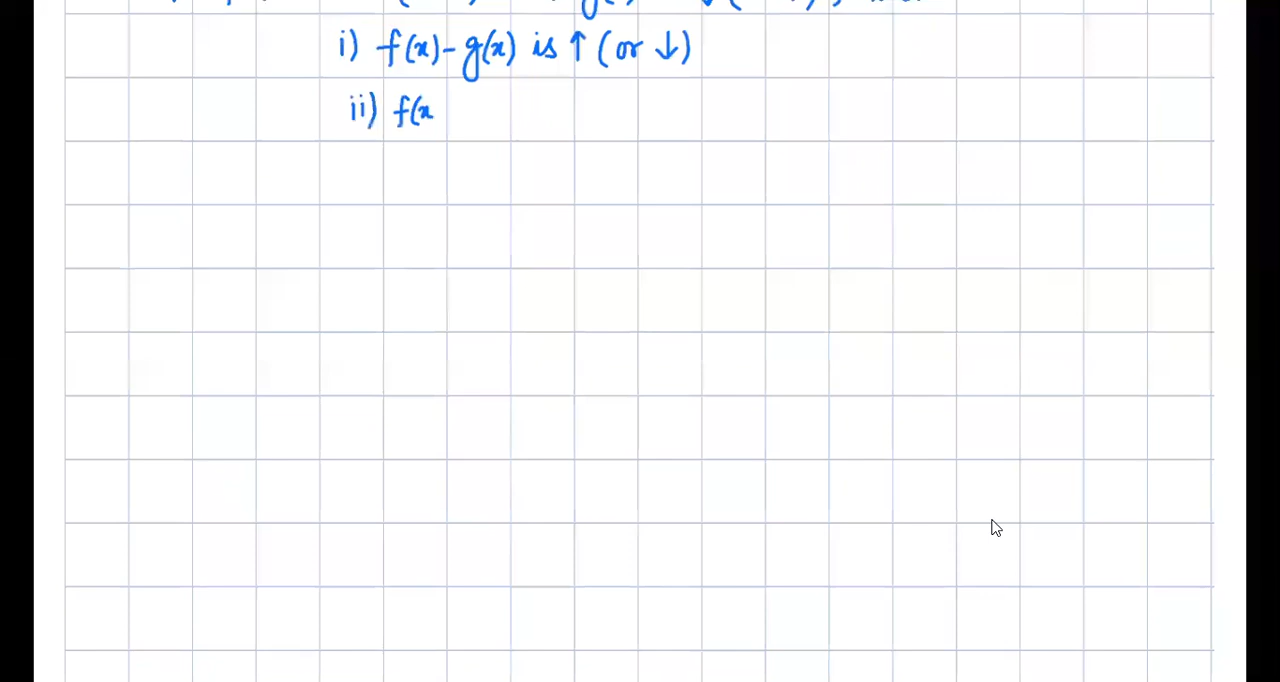 i) f(x)-g(x) is ↑ (or ↓)
ii) f(x